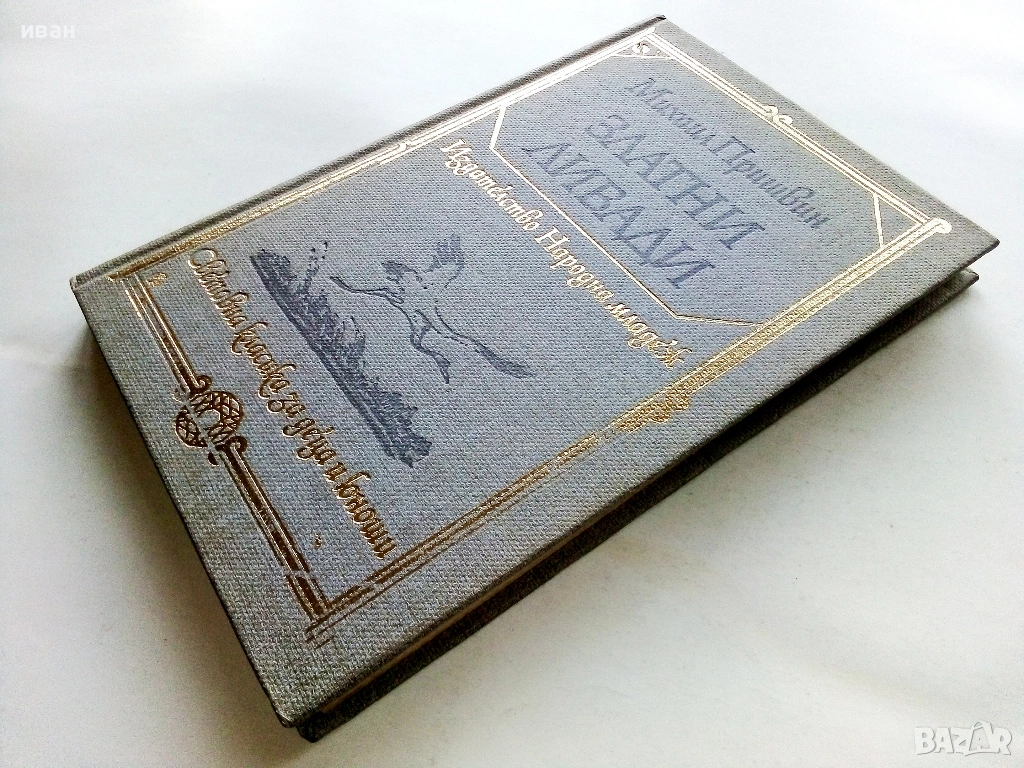 Михаил Пришвин
ЗЛАТНИ
ЛИВАДИ
Издателство Народна младеж
Световна класика за деца и юноши
иван
BAZAR